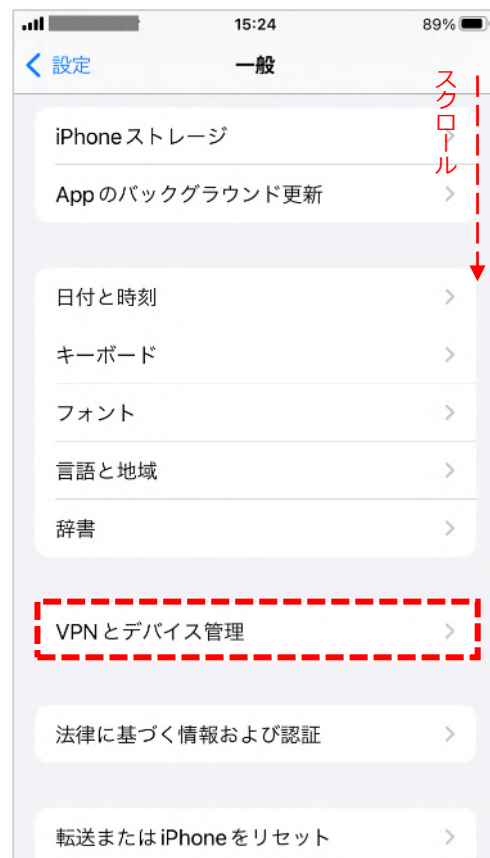 15:24
89%
設定
一般
スクロール
iPhoneストレージ
Appのバックグラウンド更新
日付と時刻
キーボード
フォント
言語と地域
辞書
VPNとデバイス管理
法律に基づく情報および認証
転送またはiPhoneをリセット